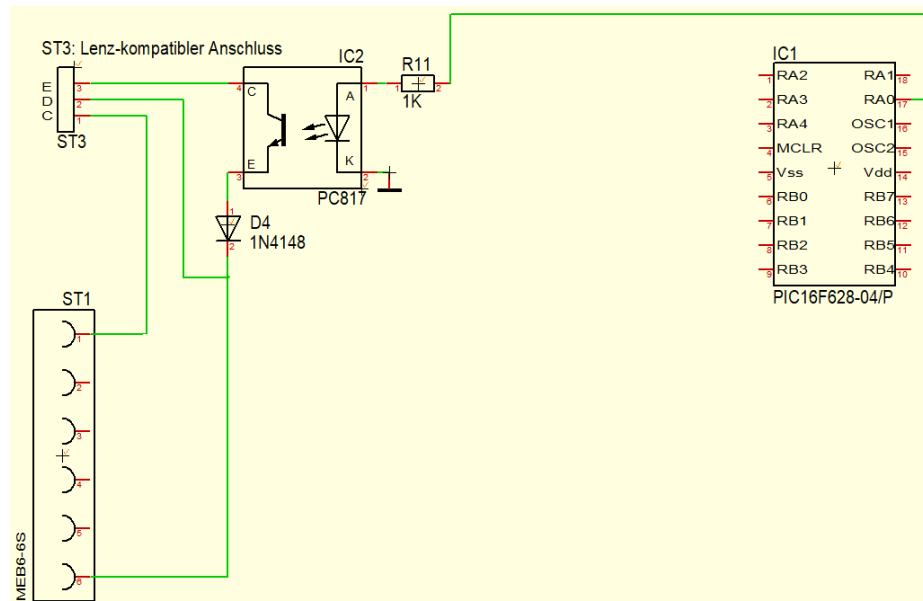 ST3: Lenz-kompatibler Anschluss
E 3
D 2
C 1
ST3
IC2
4 C
A 1
E
3
K
2
PC817
R11
1 2
1K
1
D4
2
1N4148
IC1
1 RA2 RA1 18
2 RA3 RA0 17
3 RA4 OSC1 16
4 MCLR OSC2 15
5 Vss Vdd 14
6 RB0 RB7 13
7 RB1 RB6 12
8 RB2 RB5 11
9 RB3 RB4 10
PIC16F628-04/P
ST1
1
2
3
4
5
6
MEB6-6S